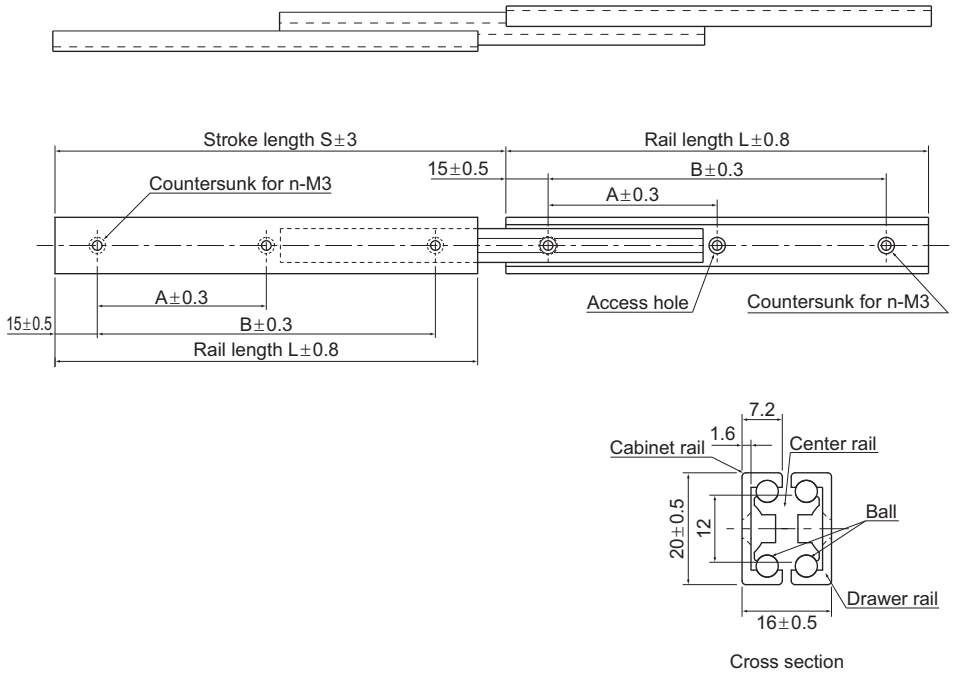 Stroke length S±3
Rail length L±0.8
15±0.5
B±0.3
Countersunk for n-M3
A±0.3
Access hole
Countersunk for n-M3
A±0.3
15±0.5
B±0.3
Rail length L±0.8
7.2
1.6
Cabinet rail
Center rail
20±0.5
12
Ball
Drawer rail
16±0.5
Cross section